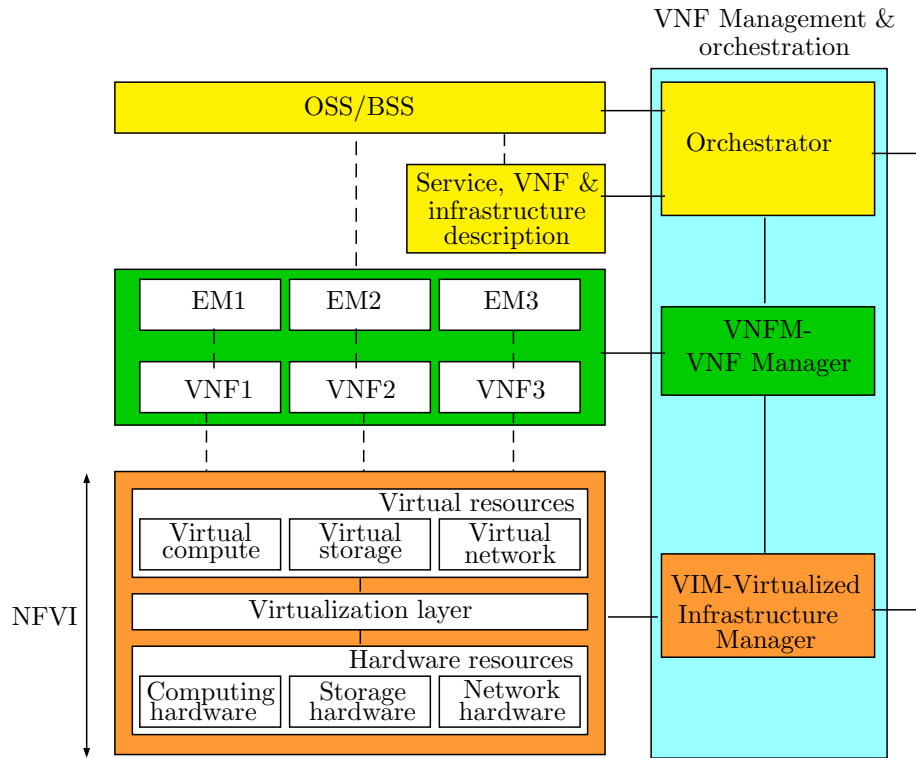 VNF Management &
orchestration
OSS/BSS
Orchestrator
Service, VNF &
infrastructure
description
EM1
EM2
EM3
VNFM-
VNF Manager
VNF1
VNF2
VNF3
NFVI
Virtual resources
Virtual
compute
Virtual
storage
Virtual
network
Virtualization layer
VIM-Virtualized
Infrastructure
Manager
Hardware resources
Computing
hardware
Storage
hardware
Network
hardware